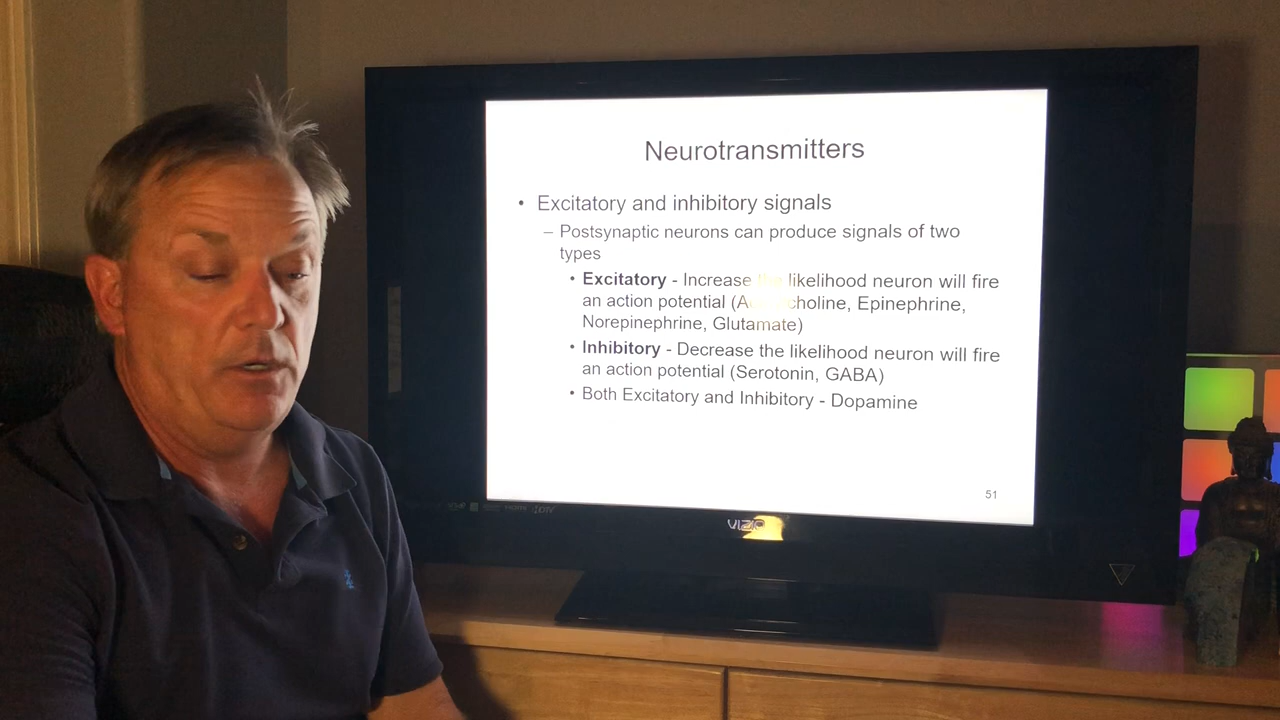 Neurotransmitters
• Excitatory and inhibitory signals
– Postsynaptic neurons can produce signals of two
types
• Excitatory - Increase the likelihood neuron will fire
an action potential (choline, Epinephrine,
Norepinephrine, Glutamate)
• Inhibitory - Decrease the likelihood neuron will fire
an action potential (Serotonin, GABA)
• Both Excitatory and Inhibitory - Dopamine
51
VIZIO